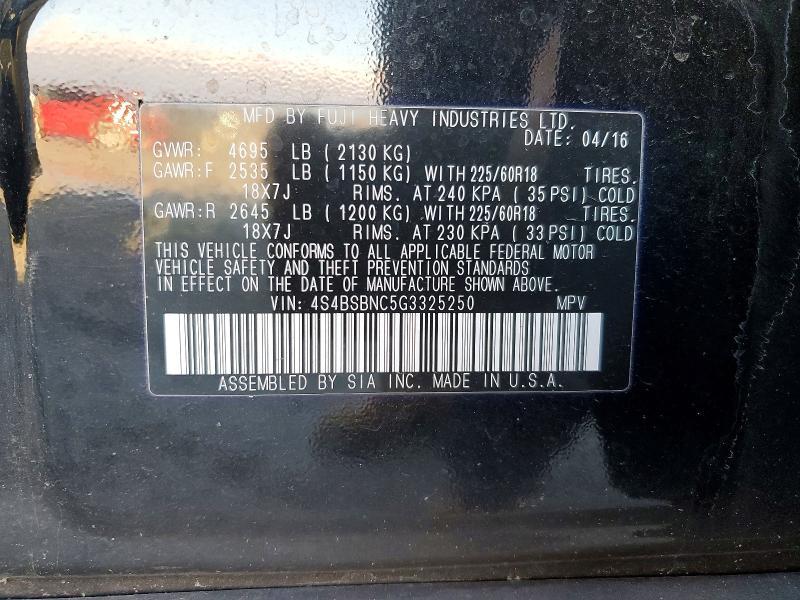 MFD BY FUJI HEAVY INDUSTRIES LTD.
DATE: 04/16
GVWR: 4695 LB ( 2130 KG)
GAWR:F 2535 LB ( 1150 KG) WITH 225/60R18 TIRES.
18X7J RIMS. AT 240 KPA ( 35 PSI) COLD
GAWR:R 2645 LB ( 1200 KG) WITH 225/60R18 TIRES.
18X7J RIMS. AT 230 KPA ( 33 PSI) COLD
THIS VEHICLE CONFORMS TO ALL APPLICABLE FEDERAL MOTOR
VEHICLE SAFETY AND THEFT PREVENTION STANDARDS
IN EFFECT ON THE DATE OF MANUFACTURE SHOWN ABOVE.
VIN: 4S4BSBNC5G3325250 MPV
ASSEMBLED BY SIA INC. MADE IN U.S.A.